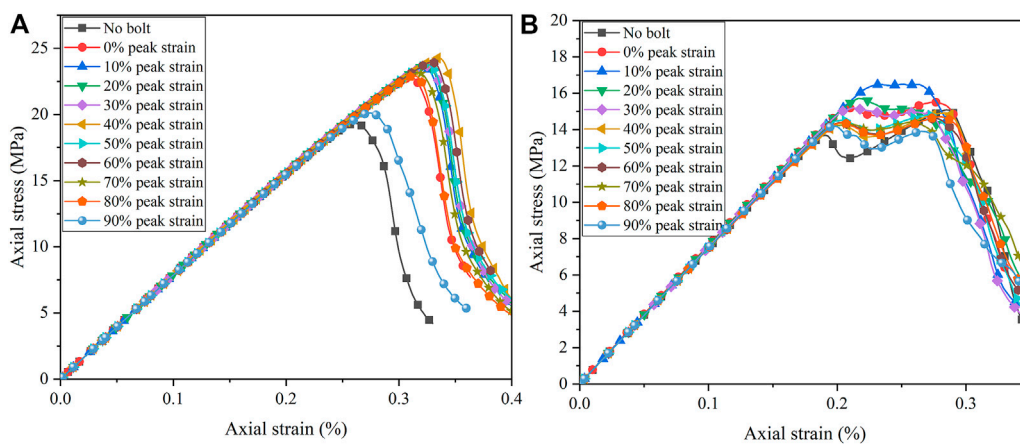 A
No bolt
0% peak strain
10% peak strain
20% peak strain
30% peak strain
40% peak strain
50% peak strain
60% peak strain
70% peak strain
80% peak strain
90% peak strain
25
20
15
10
5
0
Axial stress (MPa)
0.0 0.1 0.2 0.3 0.4
Axial strain (%)
B
No bolt
0% peak strain
10% peak strain
20% peak strain
30% peak strain
40% peak strain
50% peak strain
60% peak strain
70% peak strain
80% peak strain
90% peak strain
20
18
16
14
12
10
8
6
4
2
0
Axial stress (MPa)
0.0 0.1 0.2 0.3
Axial strain (%)